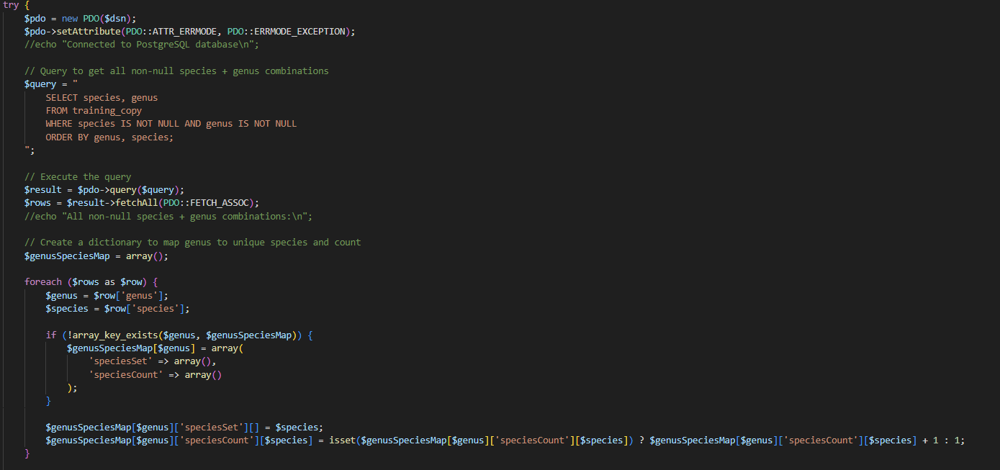 try {
$pdo = new PDO($dsn);
$pdo->setAttribute(PDO::ATTR_ERRMODE, PDO::ERRMODE_EXCEPTION);
//echo "Connected to PostgreSQL database\n";
// Query to get all non-null species + genus combinations
$query = "
SELECT species, genus
FROM training_copy
WHERE species IS NOT NULL AND genus IS NOT NULL
ORDER BY genus, species;
";
// Execute the query
$result = $pdo->query($query);
$rows = $result->fetchAll(PDO::FETCH_ASSOC);
//echo "All non-null species + genus combinations:\n";
// Create a dictionary to map genus to unique species and count
$genusSpeciesMap = array();
foreach ($rows as $row) {
$genus = $row['genus'];
$species = $row['species'];
if (!array_key_exists($genus, $genusSpeciesMap)) {
$genusSpeciesMap[$genus] = array(
'speciesSet' => array(),
'speciesCount' => array()
);
}
$genusSpeciesMap[$genus]['speciesSet'][] = $species;
$genusSpeciesMap[$genus]['speciesCount'][$species] = isset($genusSpeciesMap[$genus]['speciesCount'][$species]) ? $genusSpeciesMap[$genus]['speciesCount'][$species] + 1 : 1;
}